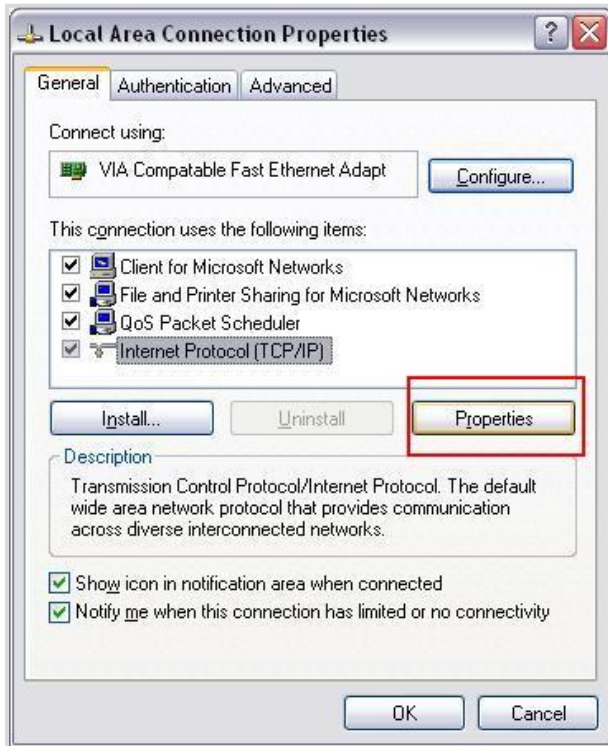 Local Area Connection Properties
General Authentication Advanced
Connect using:
VIA Compatable Fast Ethernet Adapt
Configure...
This connection uses the following items:
Client for Microsoft Networks
File and Printer Sharing for Microsoft Networks
QoS Packet Scheduler
Internet Protocol (TCP/IP)
Install... Uninstall Properties
Description
Transmission Control Protocol/Internet Protocol. The default
wide area network protocol that provides communication
across diverse interconnected networks.
Show icon in notification area when connected
Notify me when this connection has limited or no connectivity
OK Cancel